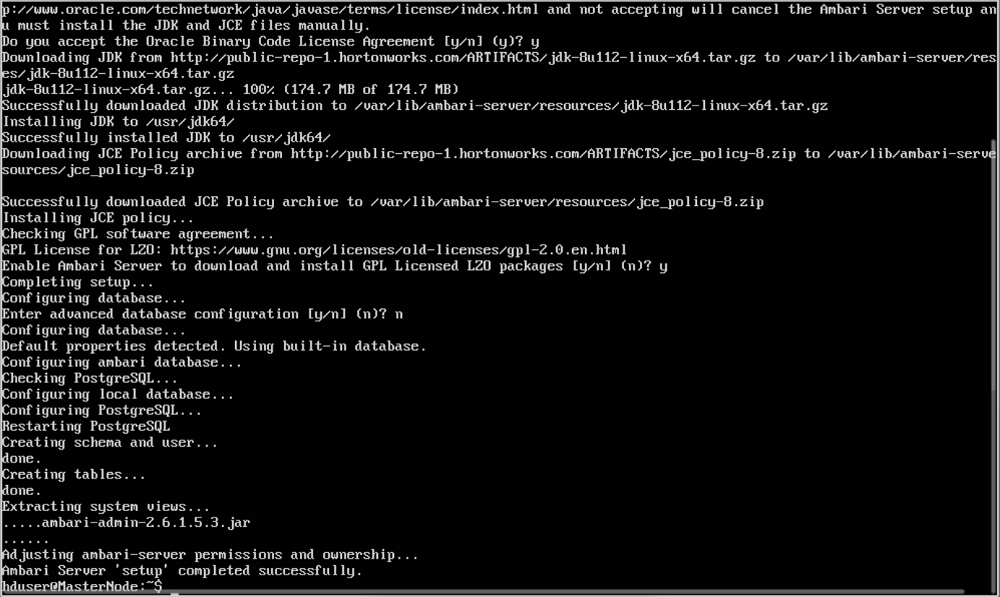 p://www.oracle.com/technetwork/java/javase/terms/license/index.html and not accepting will cancel the Ambari Server setup an
u must install the JDK and JCE files manually.
Do you accept the Oracle Binary Code License Agreement [y/n] (y)? y
Downloading JDK from http://public-repo-1.hortonworks.com/ARTIFACTS/jdk-8u112-linux-x64.tar.gz to /var/lib/ambari-server/res
es/jdk-8u112-linux-x64.tar.gz
jdk-8u112-linux-x64.tar.gz... 100% (174.7 MB of 174.7 MB)
Successfully downloaded JDK distribution to /var/lib/ambari-server/resources/jdk-8u112-linux-x64.tar.gz
Installing JDK to /usr/jdk64/
Successfully installed JDK to /usr/jdk64/
Downloading JCE Policy archive from http://public-repo-1.hortonworks.com/ARTIFACTS/jce_policy-8.zip to /var/lib/ambari-serve
sources/jce_policy-8.zip
Successfully downloaded JCE Policy archive to /var/lib/ambari-server/resources/jce_policy-8.zip
Installing JCE policy...
Checking GPL software agreement...
GPL License for LZO: https://www.gnu.org/licenses/old-licenses/gpl-2.0.en.html
Enable Ambari Server to download and install GPL Licensed LZO packages [y/n] (n)? y
Completing setup...
Configuring database...
Enter advanced database configuration [y/n] (n)? n
Configuring database...
Default properties detected. Using built-in database.
Configuring ambari database...
Checking PostgreSQL...
Configuring local database...
Configuring PostgreSQL...
Restarting PostgreSQL
Creating schema and user...
done.
Creating tables...
done.
Extracting system views...
.....ambari-admin-2.6.1.5.3.jar
......
Adjusting ambari-server permissions and ownership...
Ambari Server 'setup' completed successfully.
hduser@MasterNode:~$